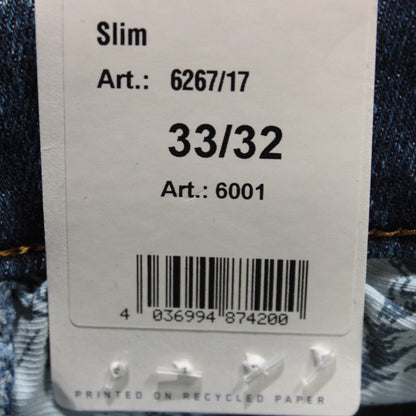 Slim
Art.: 6267/17
33/32
Art.: 6001
4 036994 874200
PRINTED ON RECYCLED PAPER